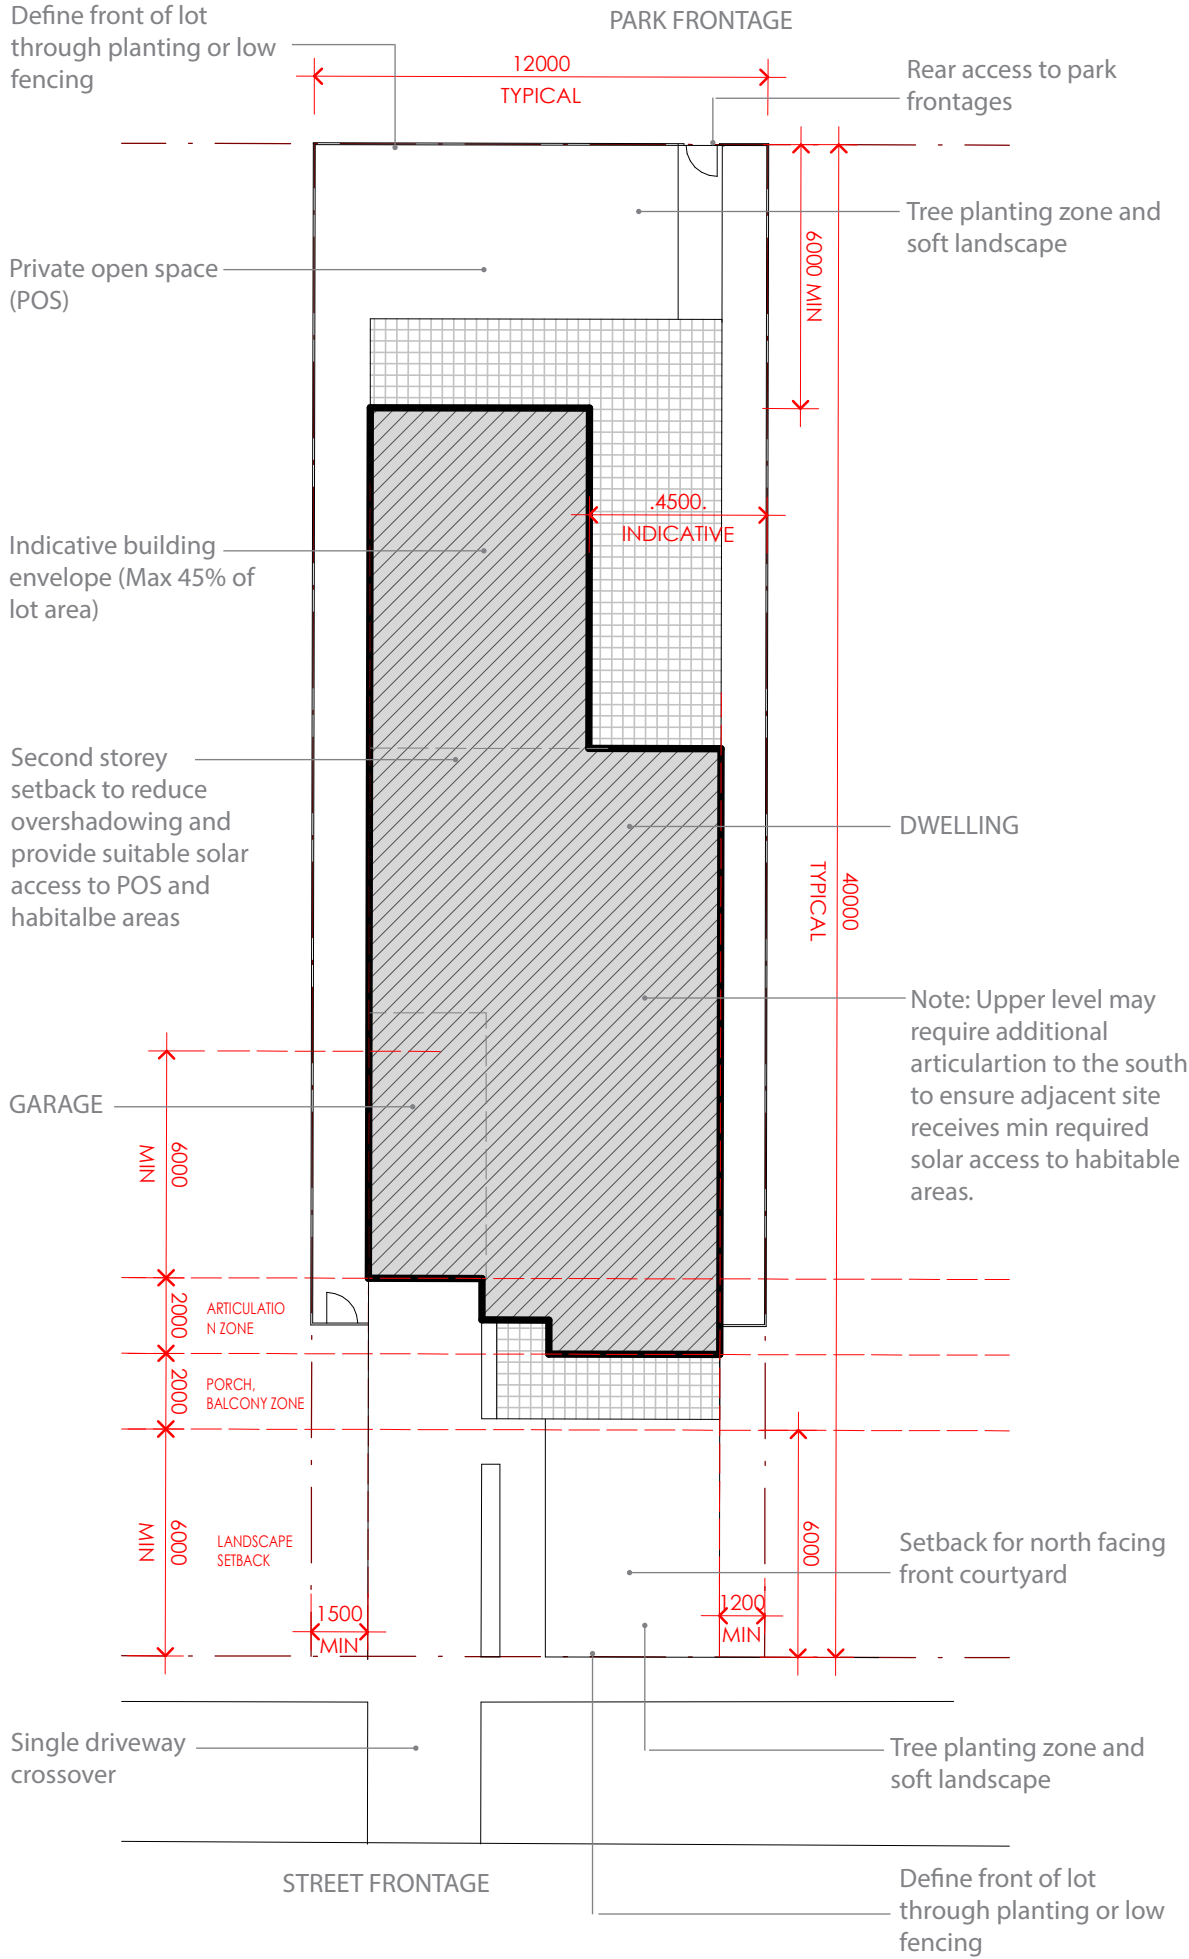 Define front of lot
through planting or low
fencing
PARK FRONTAGE
12000
TYPICAL
Rear access to park
frontages
Tree planting zone and
soft landscape
6000 MIN
Private open space
(POS)
.4500.
INDICATIVE
Indicative building
envelope (Max 45% of
lot area)
Second storey
setback to reduce
overshadowing and
provide suitable solar
access to POS and
habitalbe areas
DWELLING
40000
TYPICAL
Note: Upper level may
require additional
articulartion to the south
to ensure adjacent site
receives min required
solar access to habitable
areas.
GARAGE
6000
MIN
2000
ARTICULATIO
N ZONE
2000
PORCH,
BALCONY ZONE
6000
MIN
LANDSCAPE
SETBACK
6000
Setback for north facing
front courtyard
1500
MIN
1200
MIN
Single driveway
crossover
Tree planting zone and
soft landscape
STREET FRONTAGE
Define front of lot
through planting or low
fencing